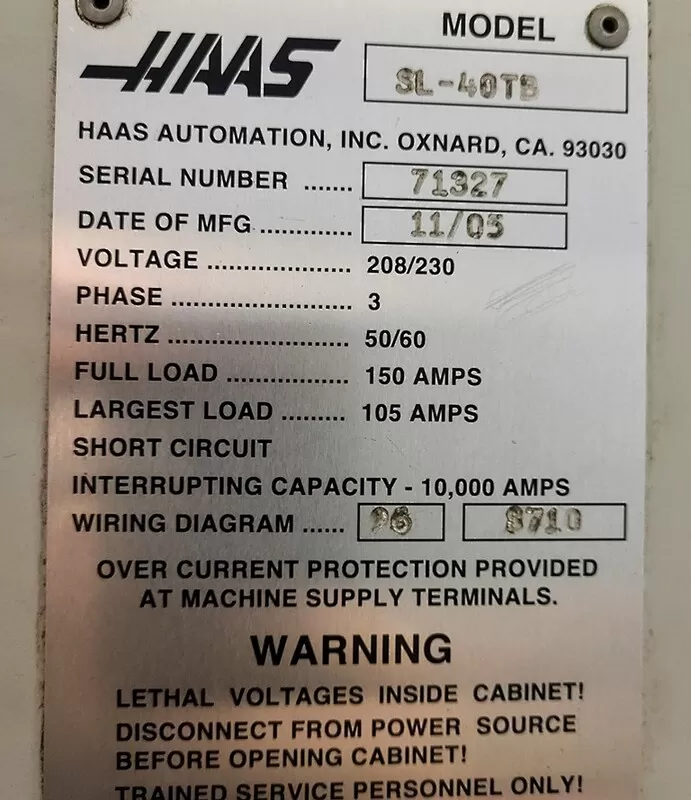 HAAS
MODEL
SL-40TB
HAAS AUTOMATION, INC. OXNARD, CA. 93030
SERIAL NUMBER ....... 71327
DATE OF MFG .............. 11/05
VOLTAGE ...................... 208/230
PHASE ........................... 3
HERTZ ........................... 50/60
FULL LOAD .................. 150 AMPS
LARGEST LOAD ......... 105 AMPS
SHORT CIRCUIT
INTERRUPTING CAPACITY - 10,000 AMPS
WIRING DIAGRAM ...... 96 8710
OVER CURRENT PROTECTION PROVIDED
AT MACHINE SUPPLY TERMINALS.
WARNING
LETHAL VOLTAGES INSIDE CABINET!
DISCONNECT FROM POWER SOURCE
BEFORE OPENING CABINET!
TRAINED SERVICE PERSONNEL ONLY!